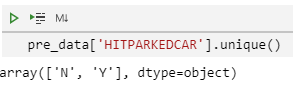 M↓
pre_data['HITPARKEDCAR'].unique()
array(['N', 'Y'], dtype=object)